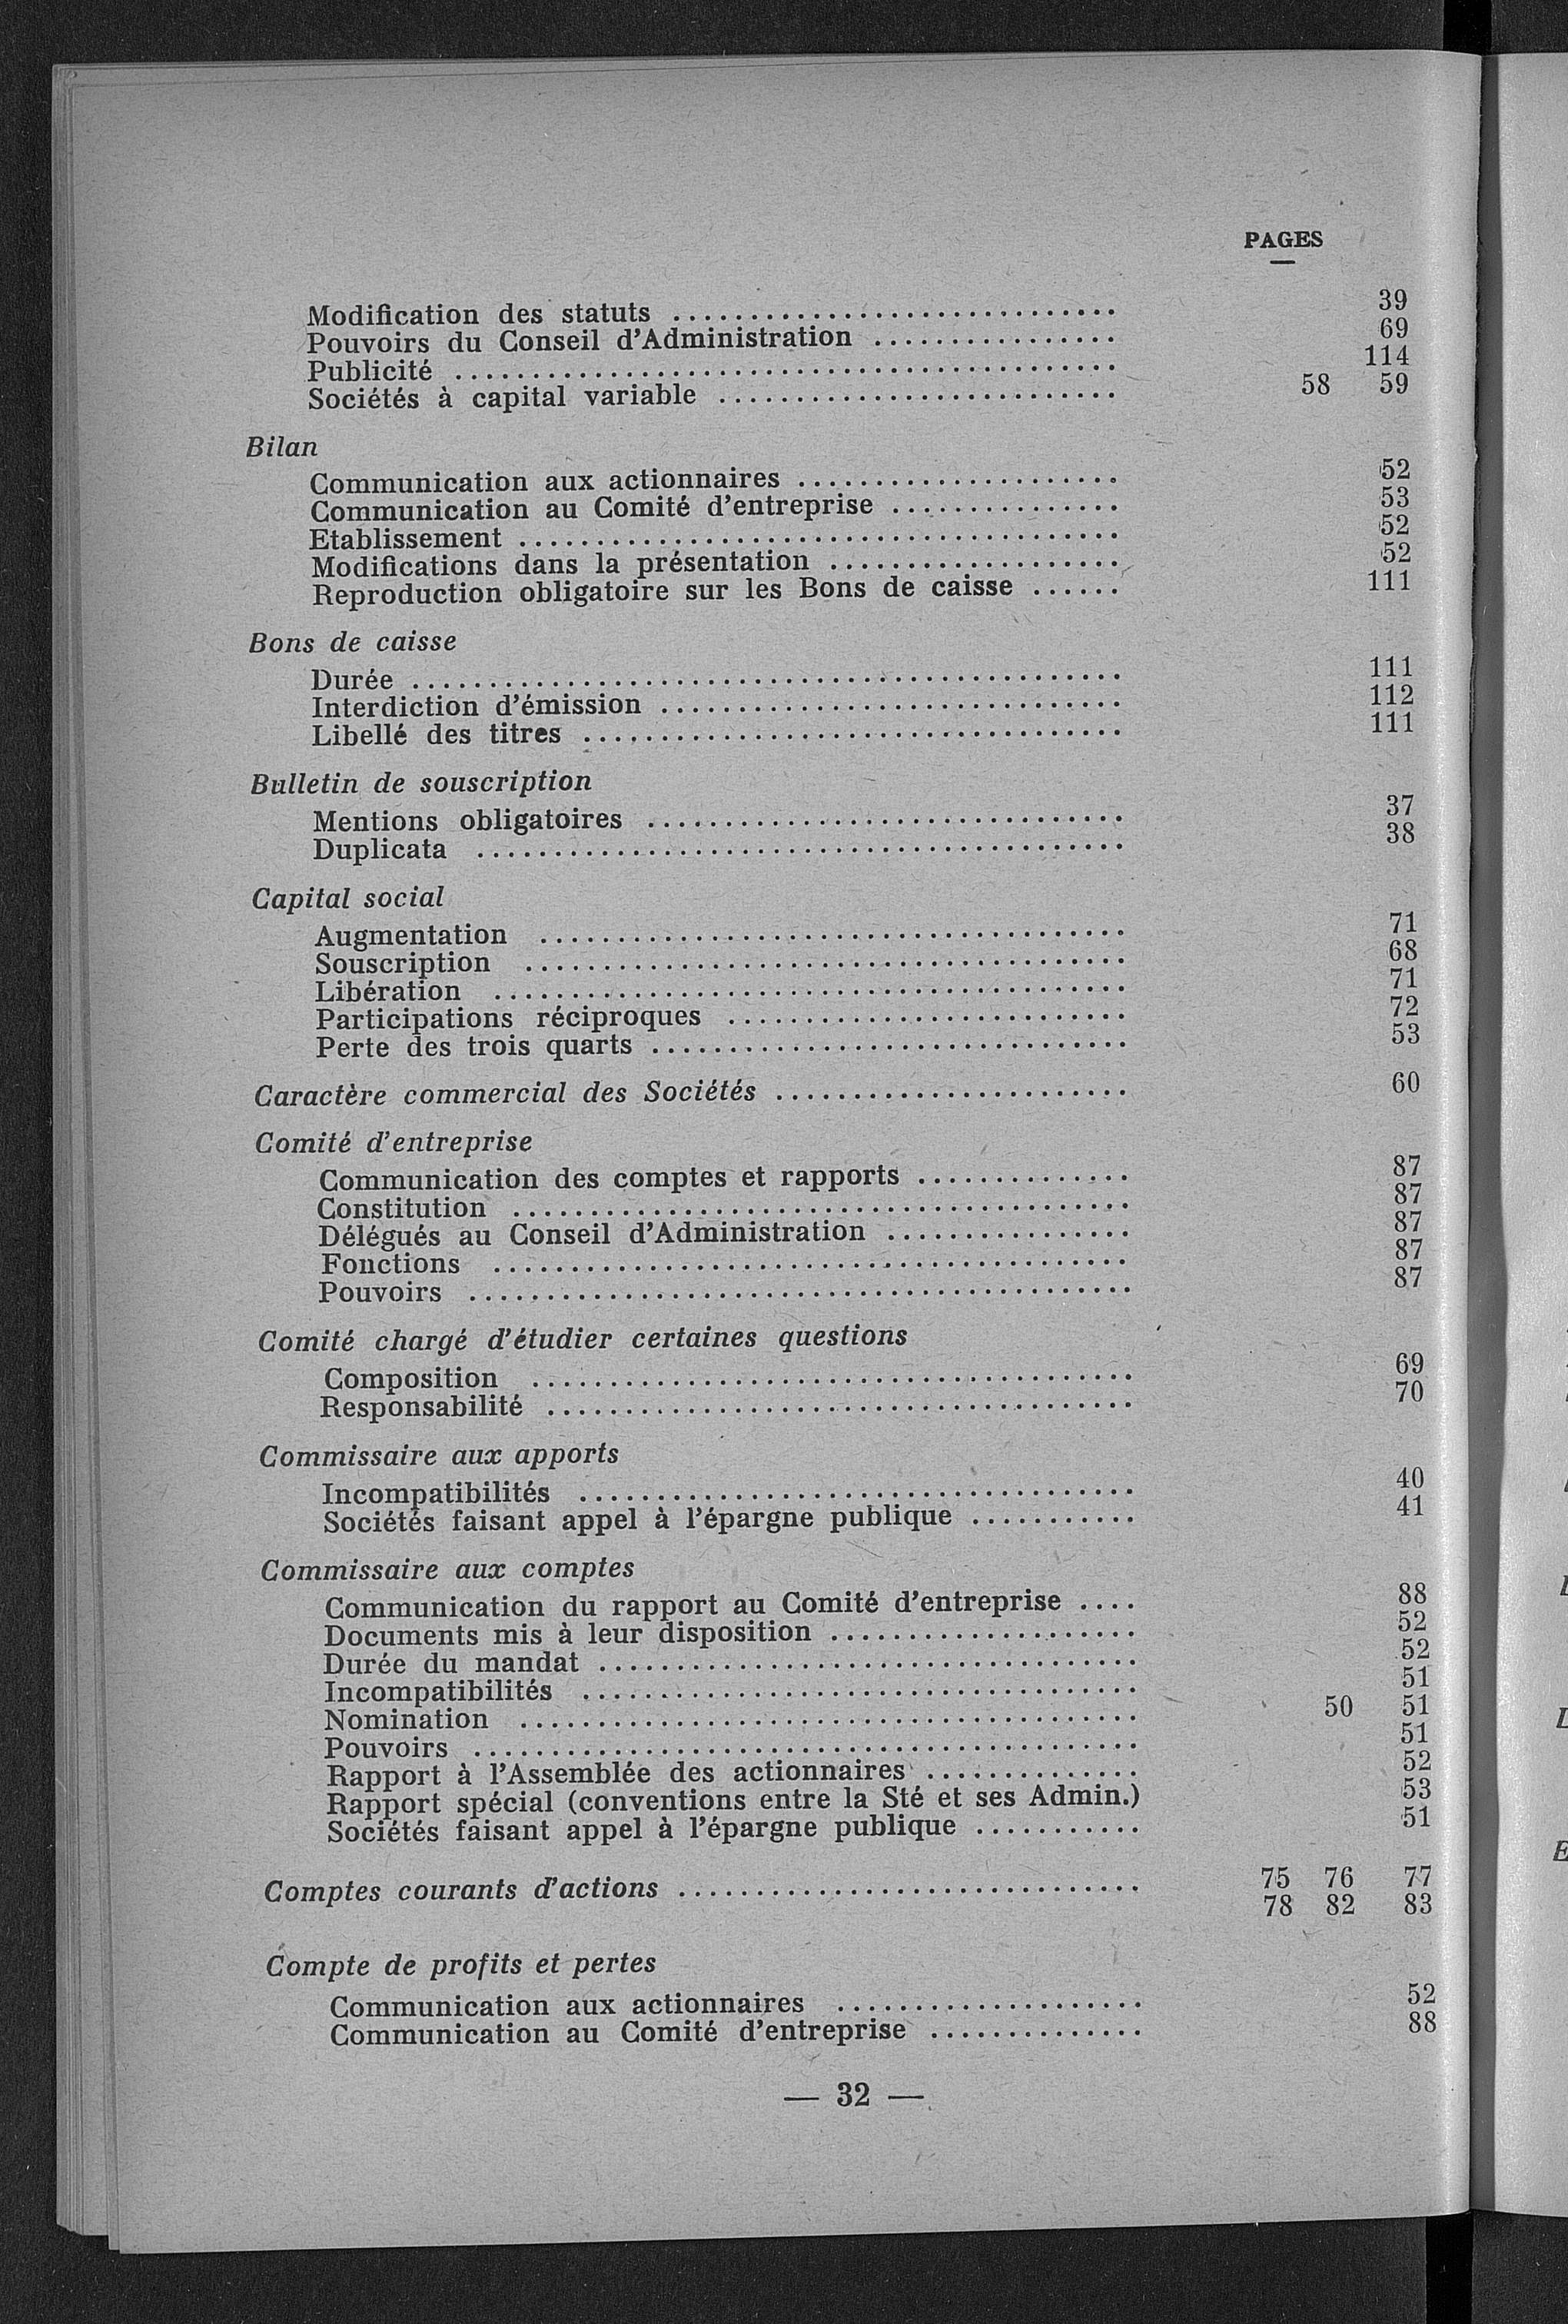 PAGES
Modification des statuts ............................. 39
Pouvoirs du Conseil d'Administration ................ 69
Publicité ........................................... 114
Sociétés à capital variable .......................... 58 59
Bilan
Communication aux actionnaires ..................... 52
Communication au Comité d'entreprise ............... 53
Etablissement ....................................... 52
Modifications dans la présentation ................... 52
Reproduction obligatoire sur les Bons de caisse ...... 111
Bons de caisse
Durée .............................................. 111
Interdiction d'émission .............................. 112
Libellé des titres ................................... 111
Bulletin de souscription
Mentions obligatoires ............................... 37
Duplicata .......................................... 38
Capital social
Augmentation ...................................... 71
Souscription ....................................... 68
Libération ......................................... 71
Participations réciproques .......................... 72
Perte des trois quarts ............................... 53
Caractère commercial des Sociétés ....................... 60
Comité d'entreprise
Communication des comptes et rapports .............. 87
Constitution ........................................ 87
Délégués au Conseil d'Administration ................ 87
Fonctions .......................................... 87
Pouvoirs ........................................... 87
Comité chargé d'étudier certaines questions
Composition ....................................... 69
Responsabilité ...................................... 70
Commissaire aux apports
Incompatibilités .................................... 40
Sociétés faisant appel à l'épargne publique ........... 41
Commissaire aux comptes
Communication du rapport au Comité d'entreprise .... 88
Documents mis à leur disposition .................... 52
Durée du mandat ................................... 52
Incompatibilités .................................... 51
Nomination ........................................ 50 51
Pouvoirs ........................................... 51
Rapport à l'Assemblée des actionnaires .............. 52
Rapport spécial (conventions entre la Sté et ses Admin.) 53
Sociétés faisant appel à l'épargne publique ........... 51
Comptes courants d'actions .............................. 75 76 77
78 82 83
Compte de profits et pertes
Communication aux actionnaires .................... 52
Communication au Comité d'entreprise .............. 88
— 32 —